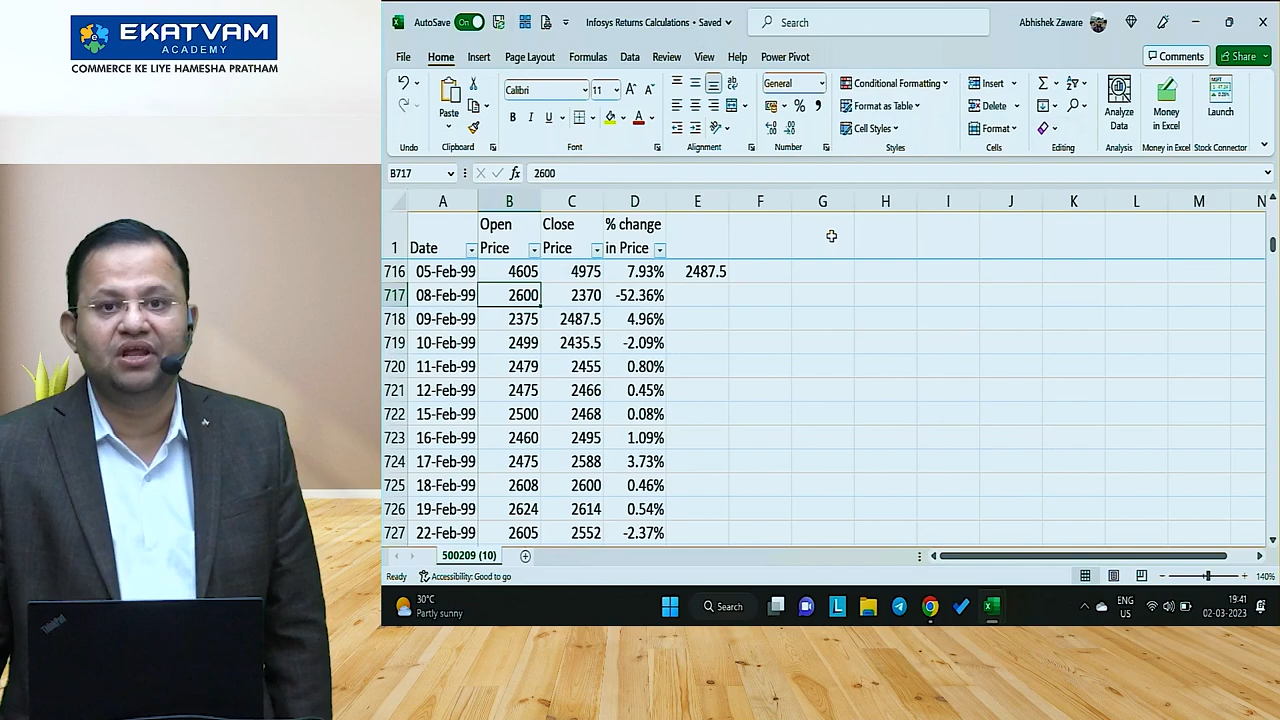 EKATVAM
ACADEMY
COMMERCE KE LIYE HAMESHA PRATHAM
AutoSave On Infosys Returns Calculations • Saved Search Abhishek Zaware
File Home Insert Page Layout Formulas Data Review View Help Power Pivot Comments Share
Paste Calibri 11 General Conditional Formatting Insert Analyze Data Money in Excel Launch
B I U Format as Table Delete
A Cell Styles Format
Undo Clipboard Font Alignment Number Styles Cells Editing Analysis Money in Excel Stock Connector
B717 fx 2600
A B C D E F G H I J K L M N
1 Date Open Price Close Price % change in Price
716 05-Feb-99 4605 4975 7.93% 2487.5
717 08-Feb-99 2600 2370 -52.36%
718 09-Feb-99 2375 2487.5 4.96%
719 10-Feb-99 2499 2435.5 -2.09%
720 11-Feb-99 2479 2455 0.80%
721 12-Feb-99 2475 2466 0.45%
722 15-Feb-99 2500 2468 0.08%
723 16-Feb-99 2460 2495 1.09%
724 17-Feb-99 2475 2588 3.73%
725 18-Feb-99 2608 2600 0.46%
726 19-Feb-99 2624 2614 0.54%
727 22-Feb-99 2605 2552 -2.37%
500209 (10)
Ready Accessibility: Good to go 140%
30°C
Partly sunny
Search L ENG US 19:41
02-03-2023